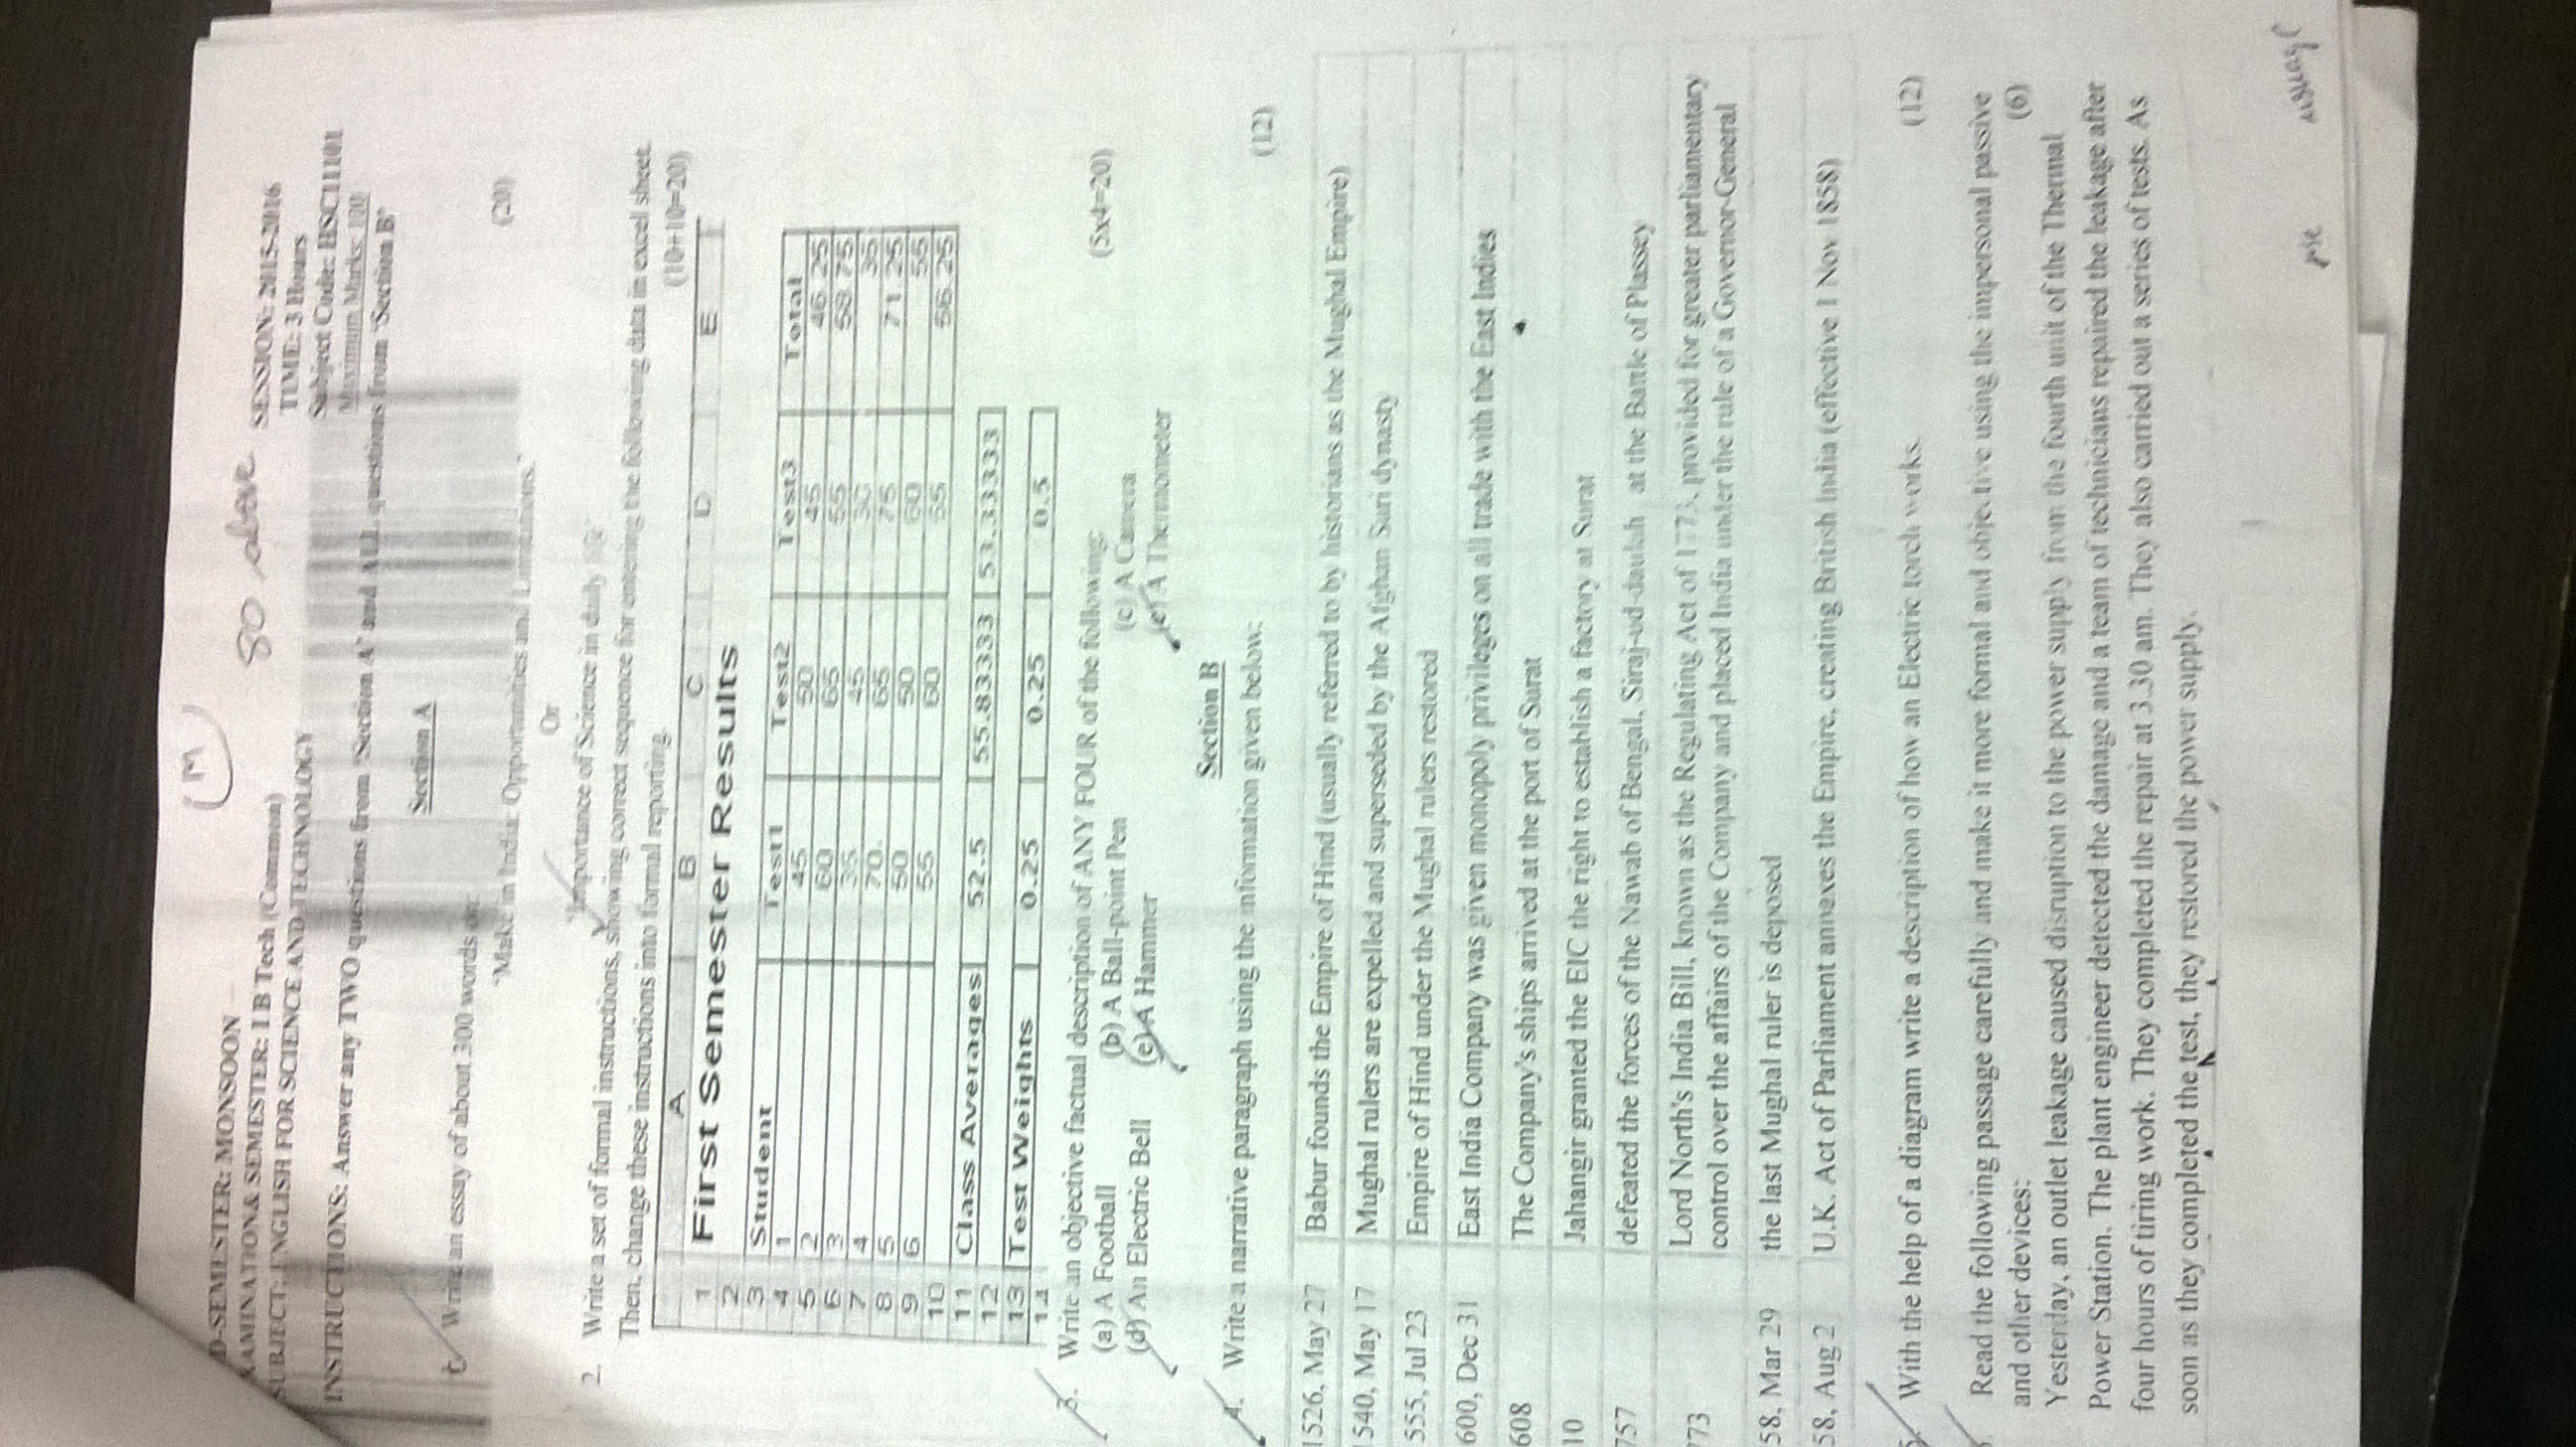 (M)
80 above
D-SEMESTER: MONSOON
SESSION: 2015-2016
AMINATION & SEMESTER: I B Tech (Common)
TIME: 3 Hours
SUBJECT: ENGLISH FOR SCIENCE AND TECHNOLOGY
Subject Code: HSC11101
Maximum Marks: 120
INSTRUCTIONS: Answer any TWO questions from 'Section A' and ALL questions from 'Section B'
Section A
Write an essay of about 300 words on:
(20)
"Make in India: Opportunities and Limitations."
Or
"Importance of Science in daily
2. Write a set of formal instructions, showing correct sequence for entering the following data in excel sheet.
Then, change these instructions into formal reporting.
(10+10=20)
A B C D E
1 First Semester Results
2
3 Student Test1 Test2 Test3 Total
4 1 45 50 45 46.25
5 2 60 65 55 58.75
6 3 35 45 30 35
7 4 70 65 75 71.25
8 5 50 50 60 55
9 6 55 60 55 56.25
10
11 Class Averages 52.5 55.83333 53.33333
12
13 Test Weights 0.25 0.25 0.5
14
3. Write an objective factual description of ANY FOUR of the following:
(5x4=20)
(a) A Football (b) A Ball-point Pen (c) A Camera
(d) An Electric Bell (e) A Hammer (e) A Thermometer
Section B
4. Write a narrative paragraph using the information given below:
(12)
1526, May 27 Babur founds the Empire of Hind (usually referred to by historians as the Mughal Empire)
1540, May 17 Mughal rulers are expelled and superseded by the Afghan Suri dynasty
555, Jul 23 Empire of Hind under the Mughal rulers restored
600, Dec 31 East India Company was given monopoly privileges on all trade with the East Indies
608 The Company's ships arrived at the port of Surat
10 Jahangir granted the EIC the right to establish a factory at Surat
757 defeated the forces of the Nawab of Bengal, Siraj-ud-daulah at the Battle of Plassey
773 Lord North's India Bill, known as the Regulating Act of 1773, provided for greater parliamentary
control over the affairs of the Company and placed India under the rule of a Governor-General
58, Mar 29 the last Mughal ruler is deposed
58, Aug 2 U.K. Act of Parliament annexes the Empire, creating British India (effective 1 Nov 1858)
5. With the help of a diagram write a description of how an Electric torch works.
(12)
Read the following passage carefully and make it more formal and objective using the impersonal passive
and other devices:
(6)
Yesterday, an outlet leakage caused disruption to the power supply from the fourth unit of the Thermal
Power Station. The plant engineer detected the damage and a team of technicians repaired the leakage after
four hours of tiring work. They completed the repair at 3.30 am. They also carried out a series of tests. As
soon as they completed the test, they restored the power supply.